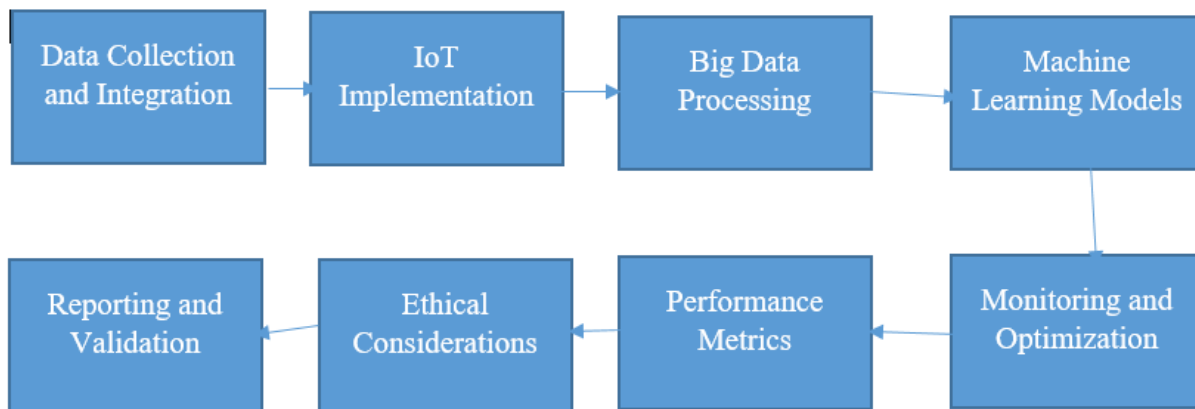 Data Collection
and Integration
IoT
Implementation
Big Data
Processing
Machine
Learning Models
Monitoring and
Optimization
Performance
Metrics
Ethical
Considerations
Reporting and
Validation